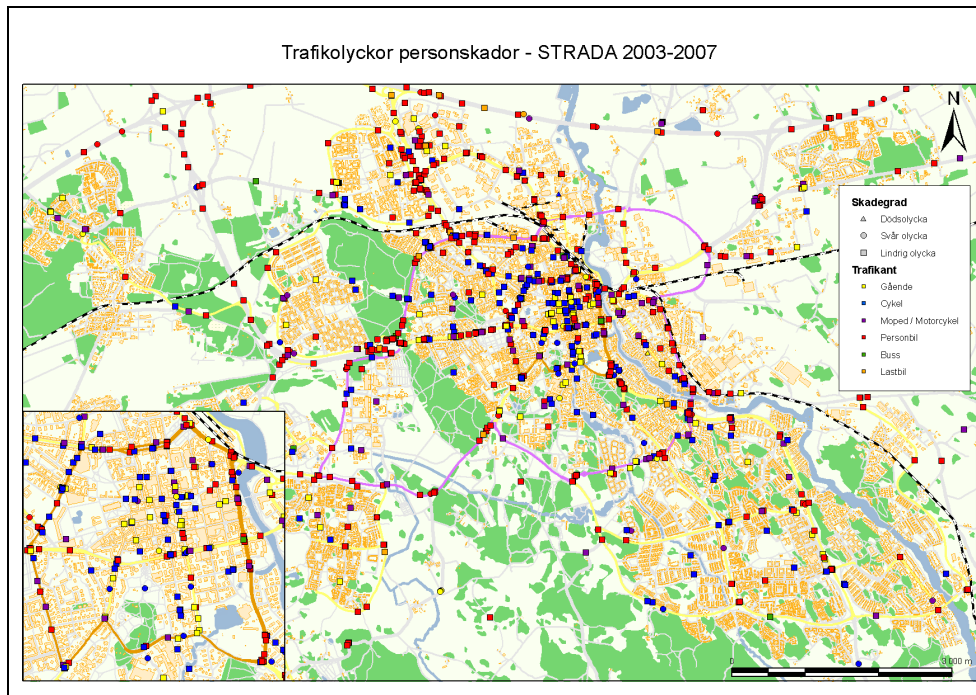 Trafikolyckor personskador - STRADA 2003-2007
N
Skadegrad
Dödsolycka
Svår olycka
Lindrig olycka
Trafikant
Gående
Cykel
Moped / Motorcykel
Personbil
Buss
Lastbil
0
3 000 m